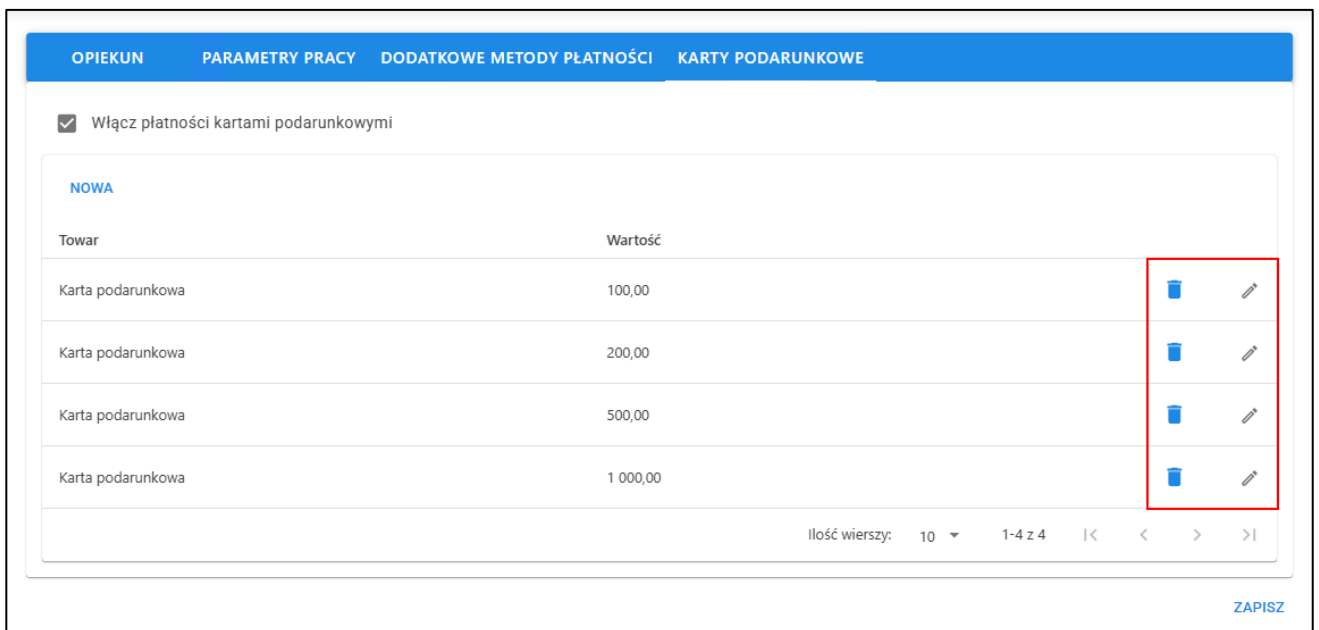 OPIEKUN PARAMETRY PRACY DODATKOWE METODY PŁATNOŚCI KARTY PODARUNKOWE
Włącz płatności kartami podarunkowymi
NOWA
Towar Wartość
Karta podarunkowa 100,00
Karta podarunkowa 200,00
Karta podarunkowa 500,00
Karta podarunkowa 1 000,00
Ilość wierszy: 10 1-4 z 4
ZAPISZ